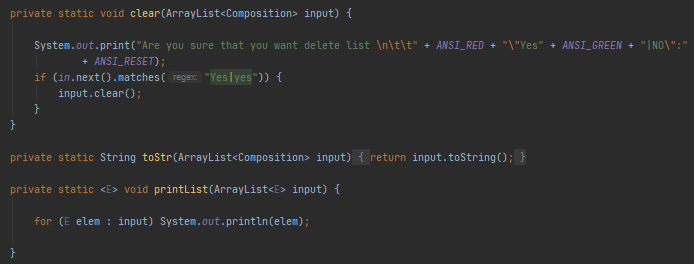 private static void clear(ArrayList<Composition> input) {
System.out.print("Are you sure that you want delete list \n\t\t" + ANSI_RED + "\"Yes" + ANSI_GREEN + "|NO\":"
+ ANSI_RESET);
if (in.next().matches( regex: "Yes|yes")) {
input.clear();
}
}
private static String toStr(ArrayList<Composition> input) { return input.toString(); }
private static <E> void printList(ArrayList<E> input) {
for (E elem : input) System.out.println(elem);
}